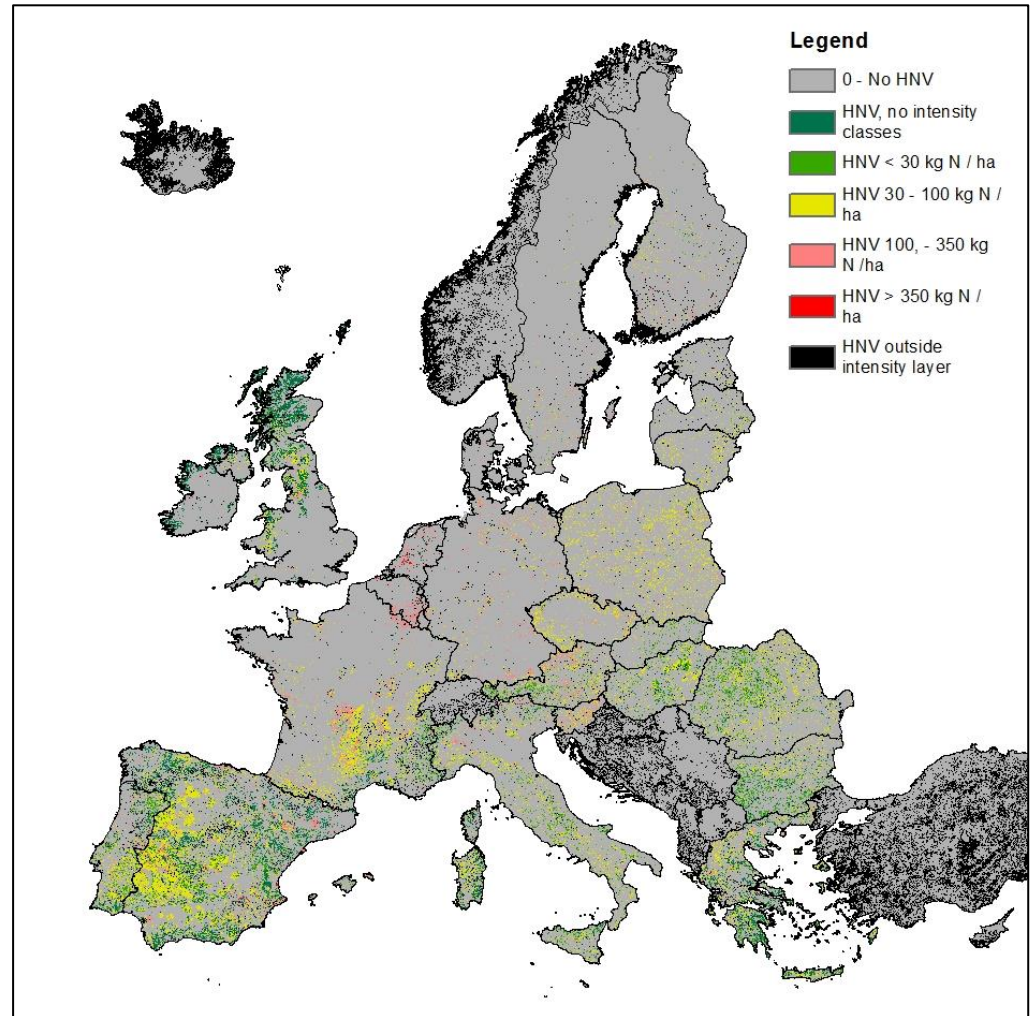 Legend
0 - No HNV
HNV, no intensity
classes
HNV < 30 kg N / ha
HNV 30 - 100 kg N /
ha
HNV 100, - 350 kg
N /ha
HNV > 350 kg N /
ha
HNV outside
intensity layer